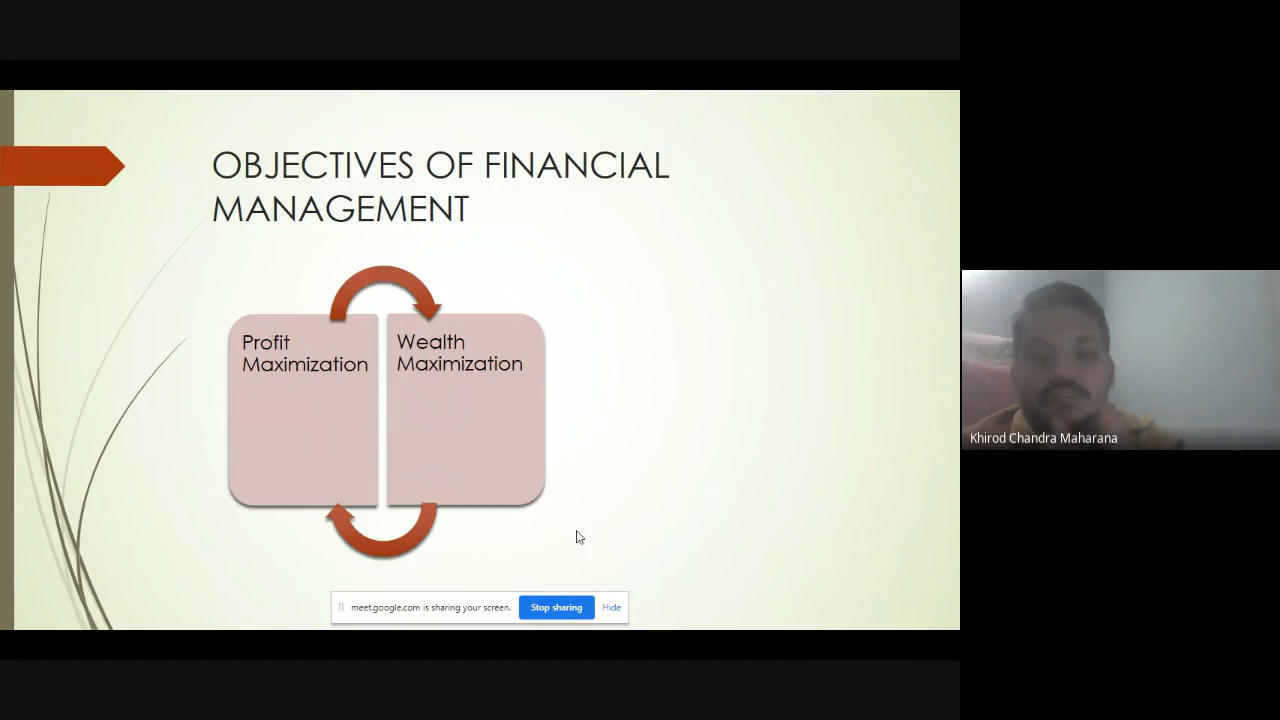 OBJECTIVES OF FINANCIAL
MANAGEMENT
Profit
Maximization
Wealth
Maximization
Khirod Chandra Maharana
meet.google.com is sharing your screen.
Stop sharing
Hide